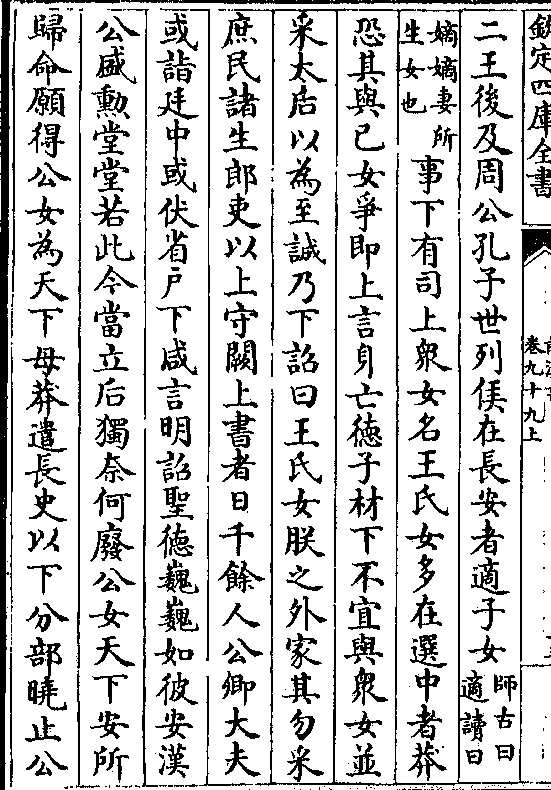 欽定四庫全書
卷九十九上
二王後及周公孔子世列侯在長安者適子女師古曰適讀曰
嫡嫡妻所生女也事下有司上衆女名王氏女多在選中者莽
恐其與已女爭即上言身亡徳子材下不宜與衆女並
采太后以為至誠乃下詔曰王氏女朕之外家其勿采
庶民諸生郎吏以上守闕上書者日千餘人公卿大夫
或詣廷中或伏省户下咸言明詔聖徳巍巍如彼安漢
公盛勲堂堂若此今當立后獨奈何廢公女天下安所
歸命願得公女為天下母莽遣長史以下分部曉止公